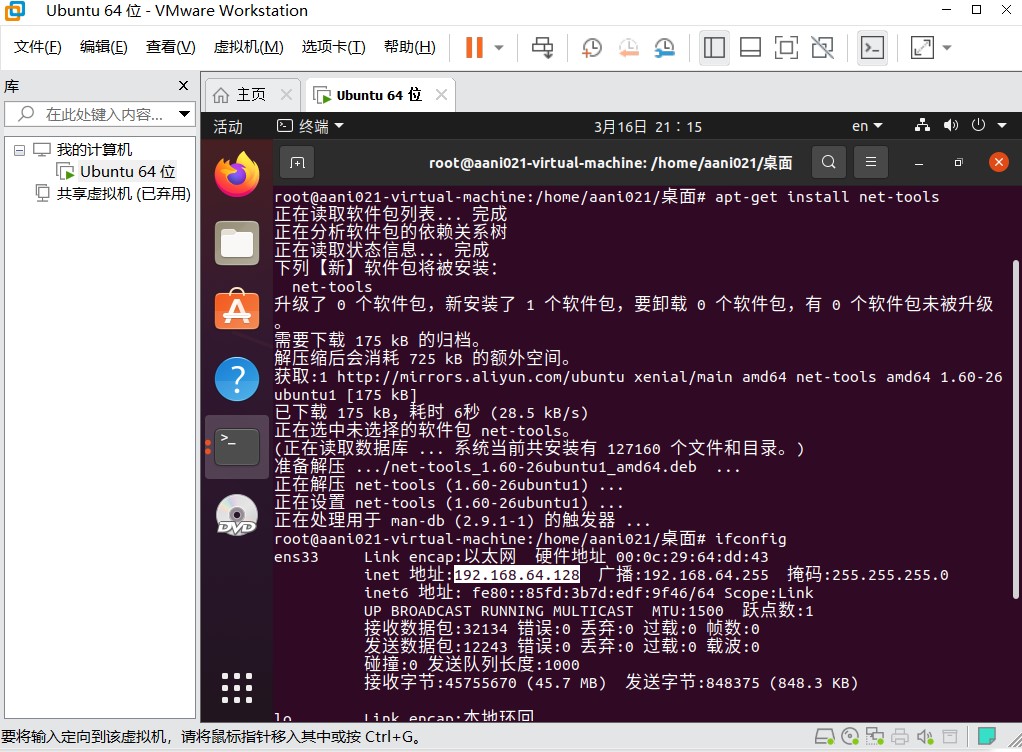 Ubuntu 64 位 - VMware Workstation
文件(F) 编辑(E) 查看(V) 虚拟机(M) 选项卡(T) 帮助(H)
库
在此处键入内容...
我的计算机
Ubuntu 64 位
共享虚拟机 (已弃用)
主页
Ubuntu 64 位
活动 终端 3月16日 21：15 en
root@aani021-virtual-machine: /home/aani021/桌面
root@aani021-virtual-machine:/home/aani021/桌面# apt-get install net-tools
正在读取软件包列表... 完成
正在分析软件包的依赖关系树
正在读取状态信息... 完成
下列【新】软件包将被安装：
net-tools
升级了 0 个软件包，新安装了 1 个软件包，要卸载 0 个软件包，有 0 个软件包未被升级
。
需要下载 175 kB 的归档。
解压缩后会消耗 725 kB 的额外空间。
获取:1 http://mirrors.aliyun.com/ubuntu xenial/main amd64 net-tools amd64 1.60-26
ubuntu1 [175 kB]
已下载 175 kB，耗时 6秒 (28.5 kB/s)
正在选中未选择的软件包 net-tools。
(正在读取数据库 ... 系统当前共安装有 127160 个文件和目录。)
准备解压 .../net-tools_1.60-26ubuntu1_amd64.deb ...
正在解压 net-tools (1.60-26ubuntu1) ...
正在设置 net-tools (1.60-26ubuntu1) ...
正在处理用于 man-db (2.9.1-1) 的触发器 ...
root@aani021-virtual-machine:/home/aani021/桌面# ifconfig
ens33 Link encap:以太网 硬件地址 00:0c:29:64:dd:43
inet 地址:192.168.64.128 广播:192.168.64.255 掩码:255.255.255.0
inet6 地址: fe80::85fd:3b7d:edf:9f46/64 Scope:Link
UP BROADCAST RUNNING MULTICAST MTU:1500 跃点数:1
接收数据包:32134 错误:0 丢弃:0 过载:0 帧数:0
发送数据包:12243 错误:0 丢弃:0 过载:0 载波:0
碰撞:0 发送队列长度:1000
接收字节:45755670 (45.7 MB) 发送字节:848375 (848.3 KB)
lo Link encap:本地环回
DVD
要将输入定向到该虚拟机，请将鼠标指针移入其中或按 Ctrl+G。